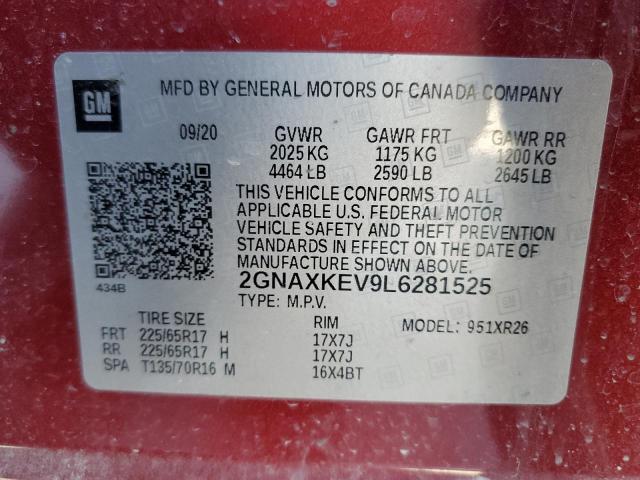 GM
MFD BY GENERAL MOTORS OF CANADA COMPANY
09/20 GVWR GAWR FRT GAWR RR
2025 KG 1175 KG 1200 KG
4464 LB 2590 LB 2645 LB
THIS VEHICLE CONFORMS TO ALL
APPLICABLE U.S. FEDERAL MOTOR
VEHICLE SAFETY AND THEFT PREVENTION
STANDARDS IN EFFECT ON THE DATE OF
MANUFACTURE SHOWN ABOVE.
434B
2GNAXKEV9L6281525
TYPE: M.P.V.
TIRE SIZE RIM MODEL: 951XR26
FRT 225/65R17 H 17X7J
RR 225/65R17 H 17X7J
SPA T135/70R16 M 16X4BT